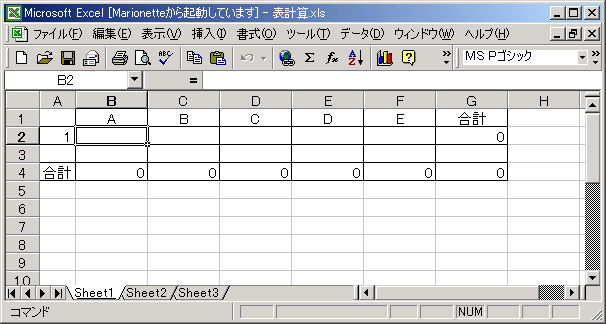 Microsoft Excel [Marionetteから起動しています] - 表計算.xls
ファイル(F) 編集(E) 表示(V) 挿入(I) 書式(O) ツール(T) データ(D) ウィンドウ(W) ヘルプ(H)
MS Pゴシック
B2 =
A B C D E F G H
1 A B C D E 合計
2 1 0
3
4 合計 0 0 0 0 0 0
5
6
7
8
9
10
Sheet1 Sheet2 Sheet3
コマンド NUM